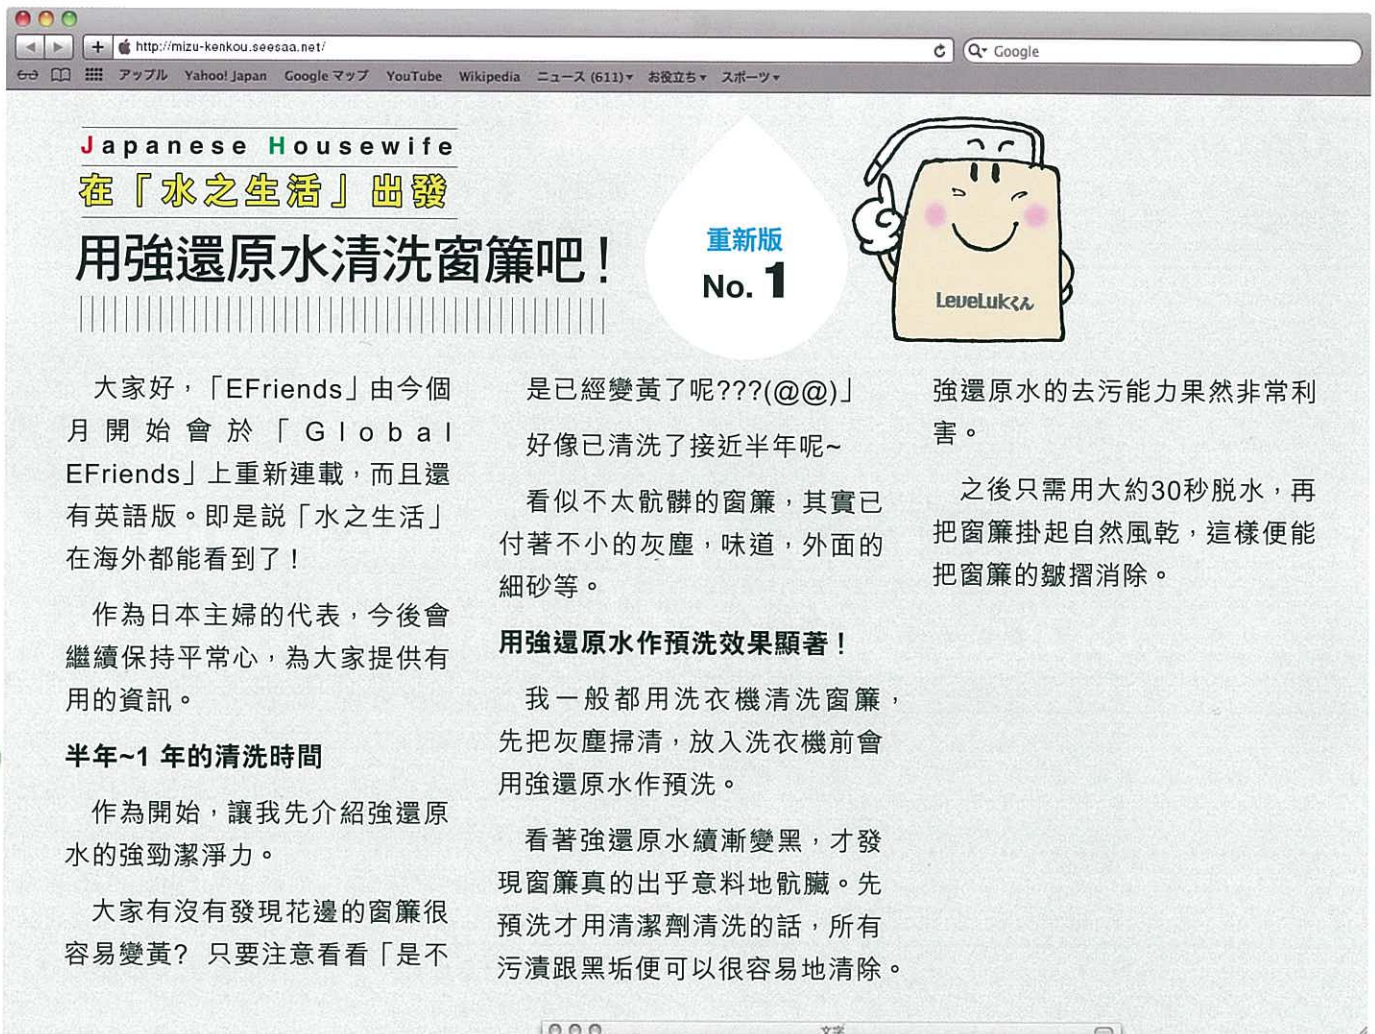 http://mizu-kenkou.seesaa.net/
Google
アップル Yahoo! Japan Google マップ YouTube Wikipedia ニュース (611)▾ お役立ち▾ スポーツ▾
Japanese Housewife
在「水之生活」出發
用強還原水清洗窗簾吧！
重新版
No. 1
LeveLukくん
大家好，「EFriends」由今個
月開始會於「Global
EFriends」上重新連載，而且還
有英語版。即是説「水之生活」
在海外都能看到了！
作為日本主婦的代表，今後會
繼續保持平常心，為大家提供有
用的資訊。
半年~1 年的清洗時間
作為開始，讓我先介紹強還原
水的強勁潔淨力。
大家有沒有發現花邊的窗簾很
容易變黃? 只要注意看看「是不
是已經變黃了呢???(@@)」
好像已清洗了接近半年呢~
看似不太骯髒的窗簾，其實已
付著不小的灰塵，味道，外面的
細砂等。
用強還原水作預洗效果顯著！
我一般都用洗衣機清洗窗簾，
先把灰塵掃清，放入洗衣機前會
用強還原水作預洗。
看著強還原水續漸變黑，才發
現窗簾真的出乎意料地骯臟。先
預洗才用清潔劑清洗的話，所有
污漬跟黑垢便可以很容易地清除。
強還原水的去污能力果然非常利
害。
之後只需用大約30秒脱水，再
把窗簾掛起自然風乾，這樣便能
把窗簾的皺摺消除。
文字